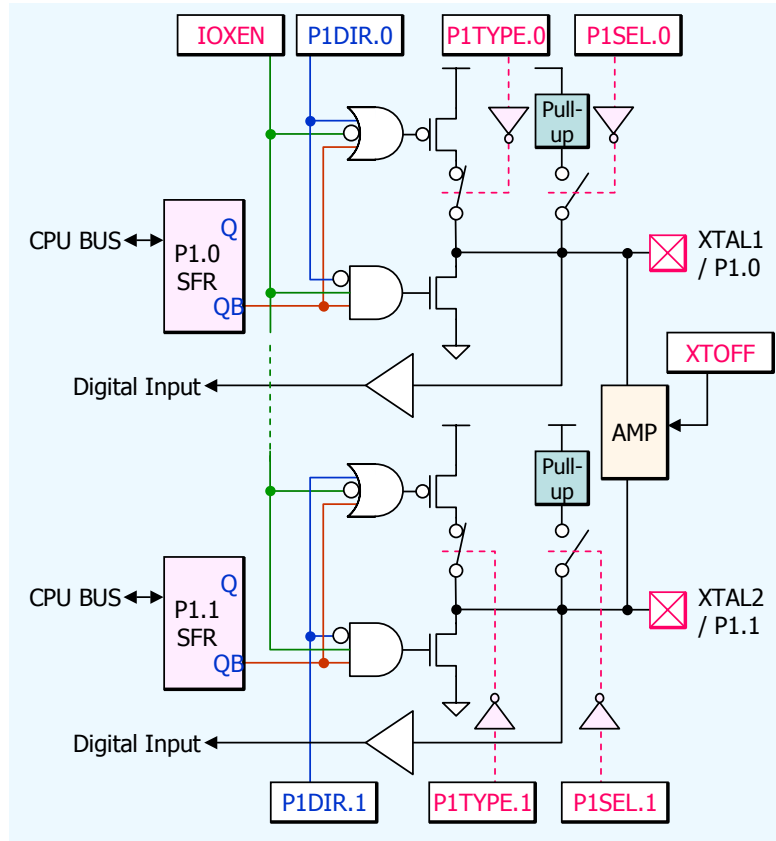 IOXEN
P1DIR.0
P1TYPE.0
P1SEL.0
Pull-
up
CPU BUS
Q
P1.0
SFR
QB
XTAL1
/ P1.0
XTOFF
Digital Input
AMP
Pull-
up
CPU BUS
Q
P1.1
SFR
QB
XTAL2
/ P1.1
Digital Input
P1DIR.1
P1TYPE.1
P1SEL.1